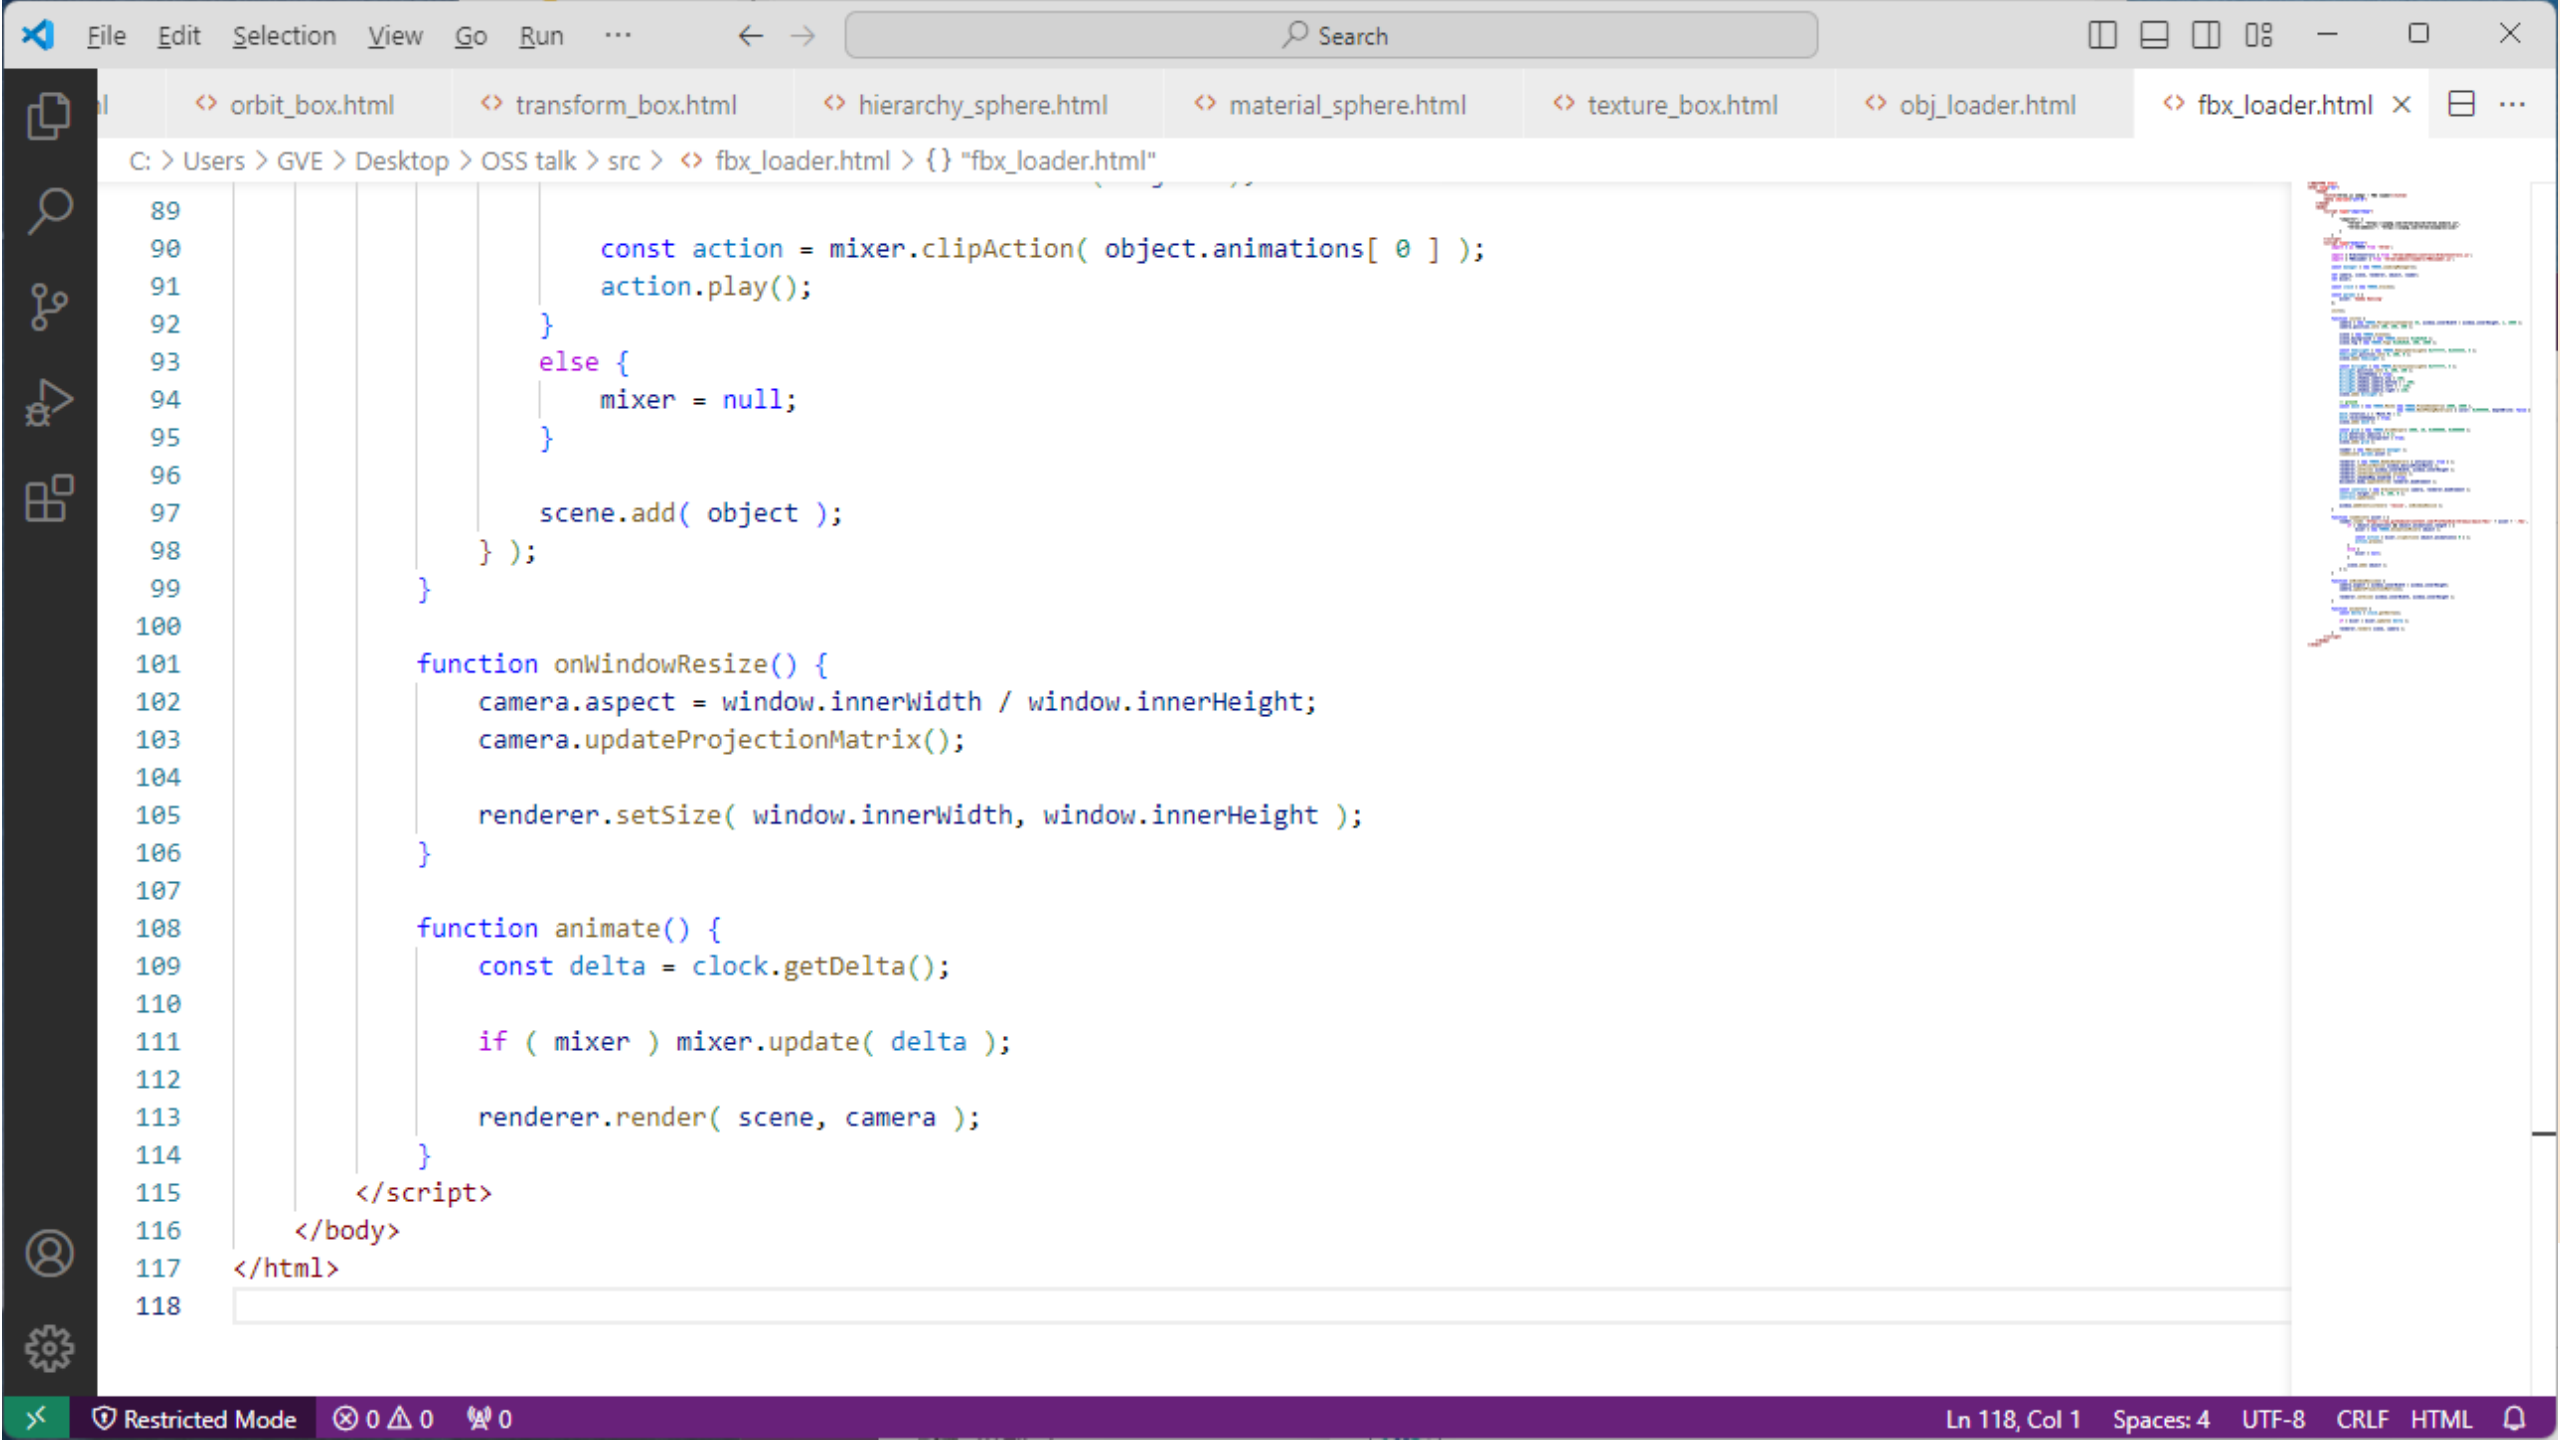 File Edit Selection View Go Run ... Search
orbit_box.html transform_box.html hierarchy_sphere.html material_sphere.html texture_box.html obj_loader.html fbx_loader.html
C: > Users > GVE > Desktop > OSS talk > src > <> fbx_loader.html > {} "fbx_loader.html"
89
90 const action = mixer.clipAction( object.animations[ 0 ] );
91 action.play();
92 }
93 else {
94 mixer = null;
95 }
96
97 scene.add( object );
98 } );
99 }
100
101 function onWindowResize() {
102 camera.aspect = window.innerWidth / window.innerHeight;
103 camera.updateProjectionMatrix();
104
105 renderer.setSize( window.innerWidth, window.innerHeight );
106 }
107
108 function animate() {
109 const delta = clock.getDelta();
110
111 if ( mixer ) mixer.update( delta );
112
113 renderer.render( scene, camera );
114 }
115 </script>
116 </body>
117 </html>
118
Restricted Mode 0 0 0 Ln 118, Col 1 Spaces: 4 UTF-8 CRLF HTML